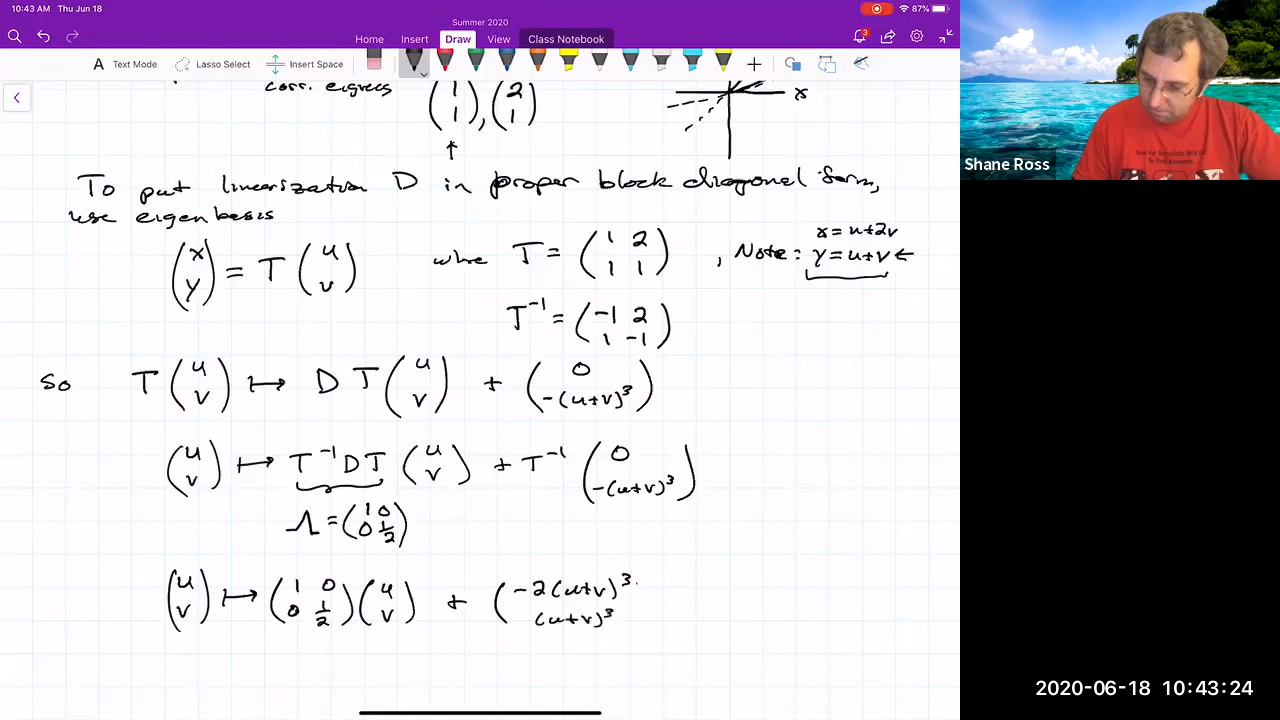 10:43 AM Thu Jun 18
87%
Summer 2020
Home Insert Draw View Class Notebook
3
A Text Mode Lasso Select Insert Space
corr. eigvecs (1 1), (2 1)
x
To put linearization D in proper block diagonal form,
use eigenbasis
(x y) = T (u v) where T = (1 2 1 1), Note: x = u+2v
y = u+v ←
T⁻¹ = (-1 2 1 -1)
So T (u v) ↦ D T (u v) + (0 -(u+v)³)
(u v) ↦ T⁻¹ D T (u v) + T⁻¹ (0 -(u+v)³)
Λ = (1 0 0 1/2)
(u v) ↦ (1 0 0 1/2) (u v) + (-2(u+v)³ (u+v)³
Shane Ross
2020-06-18 10:43:24